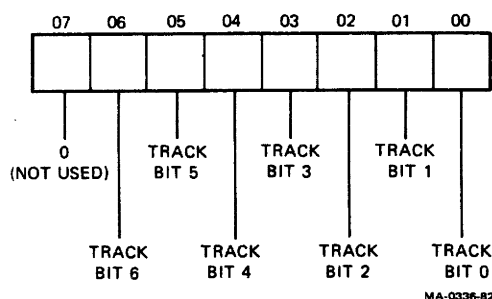 07 06 05 04 03 02 01 00
0 TRACK TRACK TRACK
(NOT USED) BIT 5 BIT 3 BIT 1
TRACK TRACK TRACK TRACK
BIT 6 BIT 4 BIT 2 BIT 0
MA-0336-82